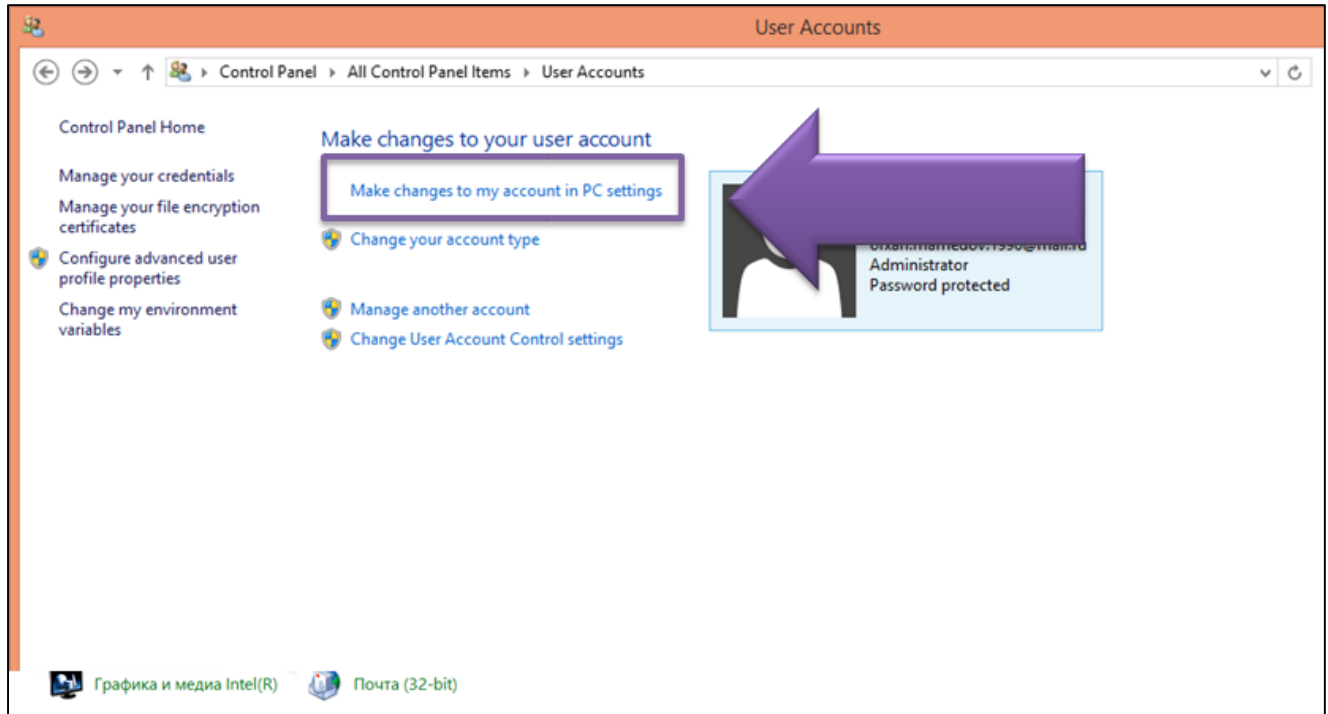 User Accounts
Control Panel All Control Panel Items User Accounts
Control Panel Home
Manage your credentials
Manage your file encryption
certificates
Configure advanced user
profile properties
Change my environment
variables
Make changes to your user account
Make changes to my account in PC settings
Change your account type
Manage another account
Change User Account Control settings
Administrator
Password protected
Графика и медиа Intel(R)
Почта (32-bit)